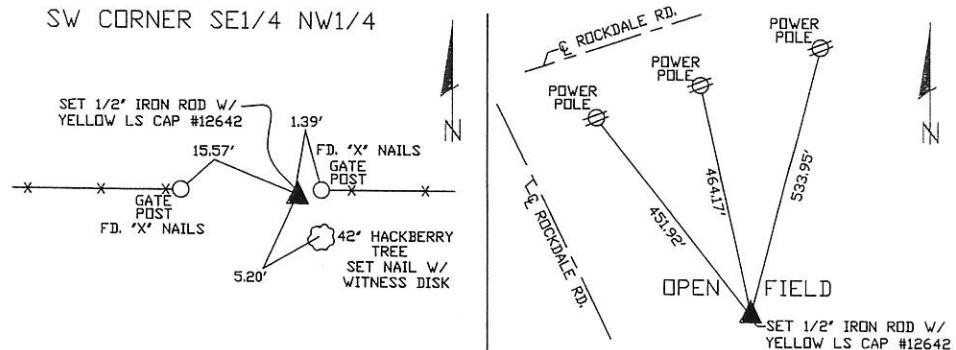 SW CORNER SE1/4 NW1/4
SET 1/2" IRON ROD W/
YELLOW LS CAP #12642
1.39'
15.57'
FD. "X" NAILS
GATE
POST
GATE
POST
FD. "X" NAILS
N
42" HACKBERRY
TREE
SET NAIL W/
WITNESS DISK
5.20'
℄ ROCKDALE RD.
POWER
POLE
POWER
POLE
POWER
POLE
N
℄ ROCKDALE RD.
451.92'
464.17'
533.95'
OPEN FIELD
SET 1/2" IRON ROD W/
YELLOW LS CAP #12642